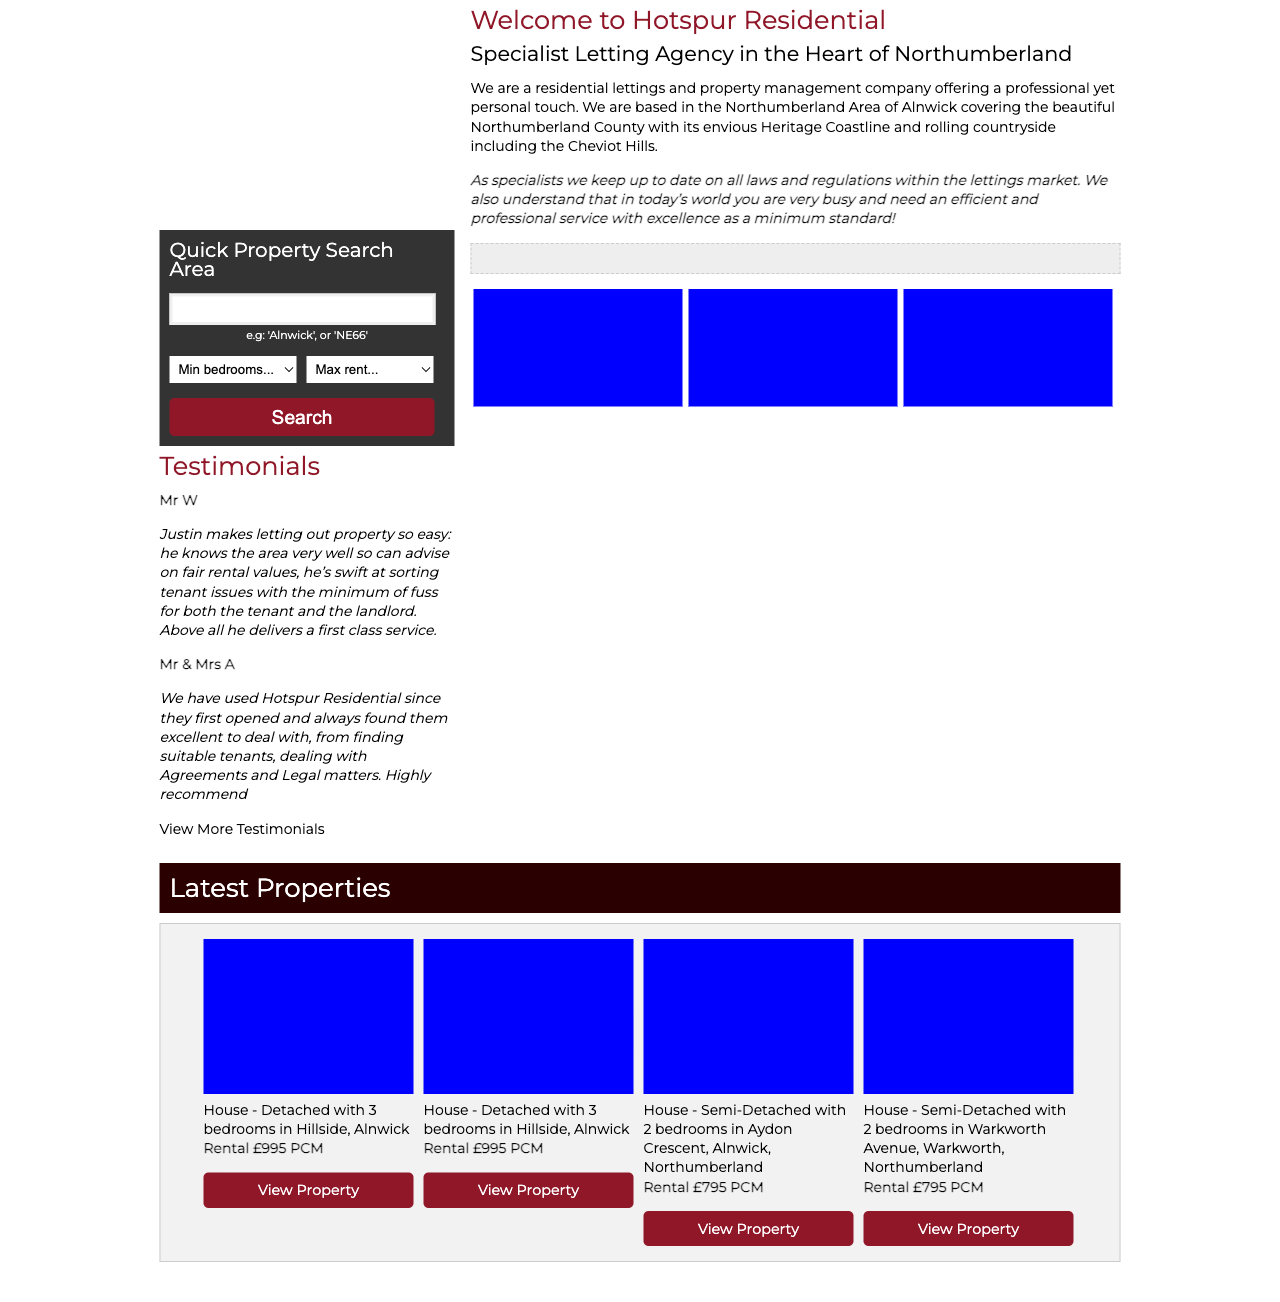 Welcome to Hotspur Residential
Specialist Letting Agency in the Heart of Northumberland
We are a residential lettings and property management company offering a professional yet
personal touch. We are based in the Northumberland Area of Alnwick covering the beautiful
Northumberland County with its envious Heritage Coastline and rolling countryside
including the Cheviot Hills.
As specialists we keep up to date on all laws and regulations within the lettings market. We
also understand that in today's world you are very busy and need an efficient and
professional service with excellence as a minimum standard!
Quick Property Search
Area
e.g: 'Alnwick', or 'NE66'
Min bedrooms... Max rent...
Search
Testimonials
Mr W
Justin makes letting out property so easy:
he knows the area very well so can advise
on fair rental values, he's swift at sorting
tenant issues with the minimum of fuss
for both the tenant and the landlord.
Above all he delivers a first class service.
Mr & Mrs A
We have used Hotspur Residential since
they first opened and always found them
excellent to deal with, from finding
suitable tenants, dealing with
Agreements and Legal matters. Highly
recommend
View More Testimonials
Latest Properties
House - Detached with 3
bedrooms in Hillside, Alnwick
Rental £995 PCM
View Property
House - Detached with 3
bedrooms in Hillside, Alnwick
Rental £995 PCM
View Property
House - Semi-Detached with
2 bedrooms in Aydon
Crescent, Alnwick,
Northumberland
Rental £795 PCM
View Property
House - Semi-Detached with
2 bedrooms in Warkworth
Avenue, Warkworth,
Northumberland
Rental £795 PCM
View Property